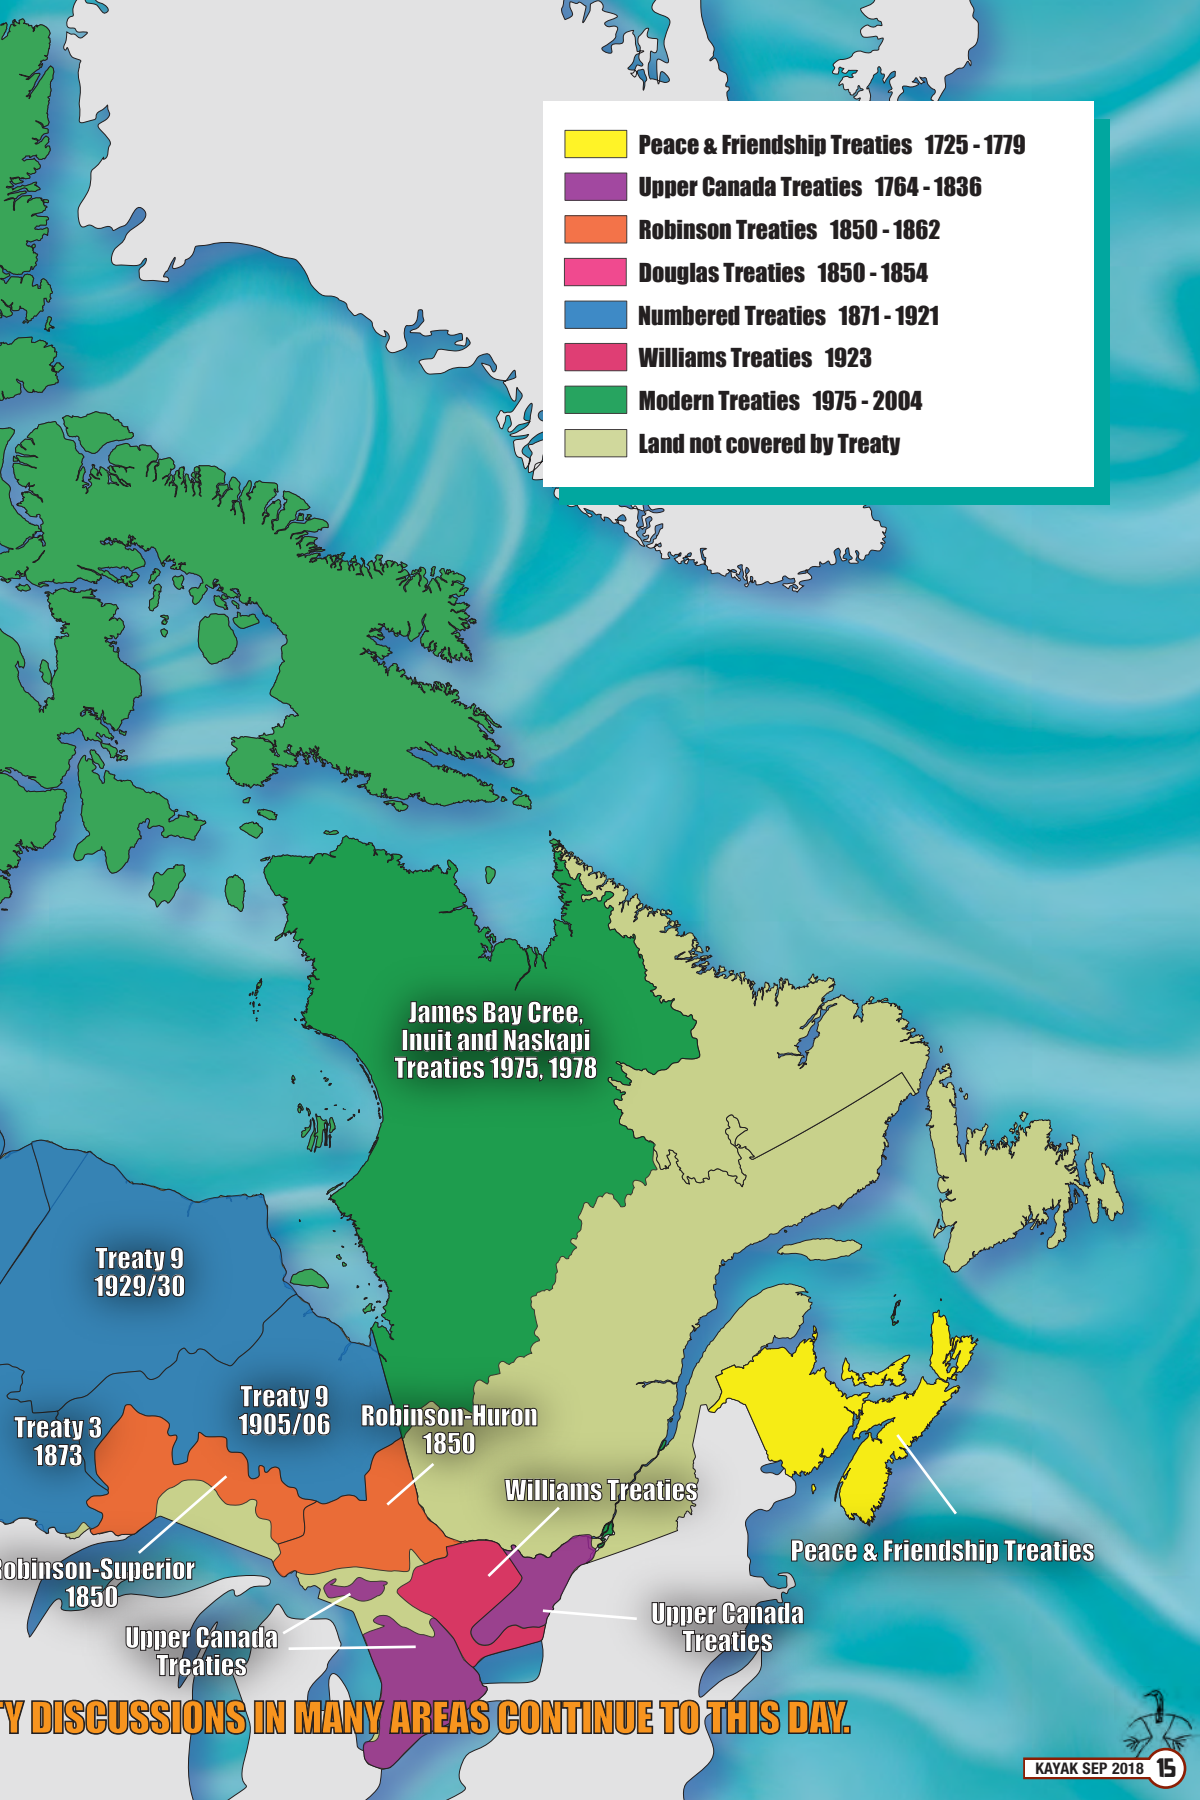 Peace & Friendship Treaties 1725 - 1779
Upper Canada Treaties 1764 - 1836
Robinson Treaties 1850 - 1862
Douglas Treaties 1850 - 1854
Numbered Treaties 1871 - 1921
Williams Treaties 1923
Modern Treaties 1975 - 2004
Land not covered by Treaty
James Bay Cree,
Inuit and Naskapi
Treaties 1975, 1978
Treaty 9
1929/30
Treaty 9
1905/06
Robinson-Huron
1850
Treaty 3
1873
Williams Treaties
Peace & Friendship Treaties
Robinson-Superior
1850
Upper Canada
Treaties
Upper Canada
Treaties
TY DISCUSSIONS IN MANY AREAS CONTINUE TO THIS DAY.
KAYAK SEP 2018 15